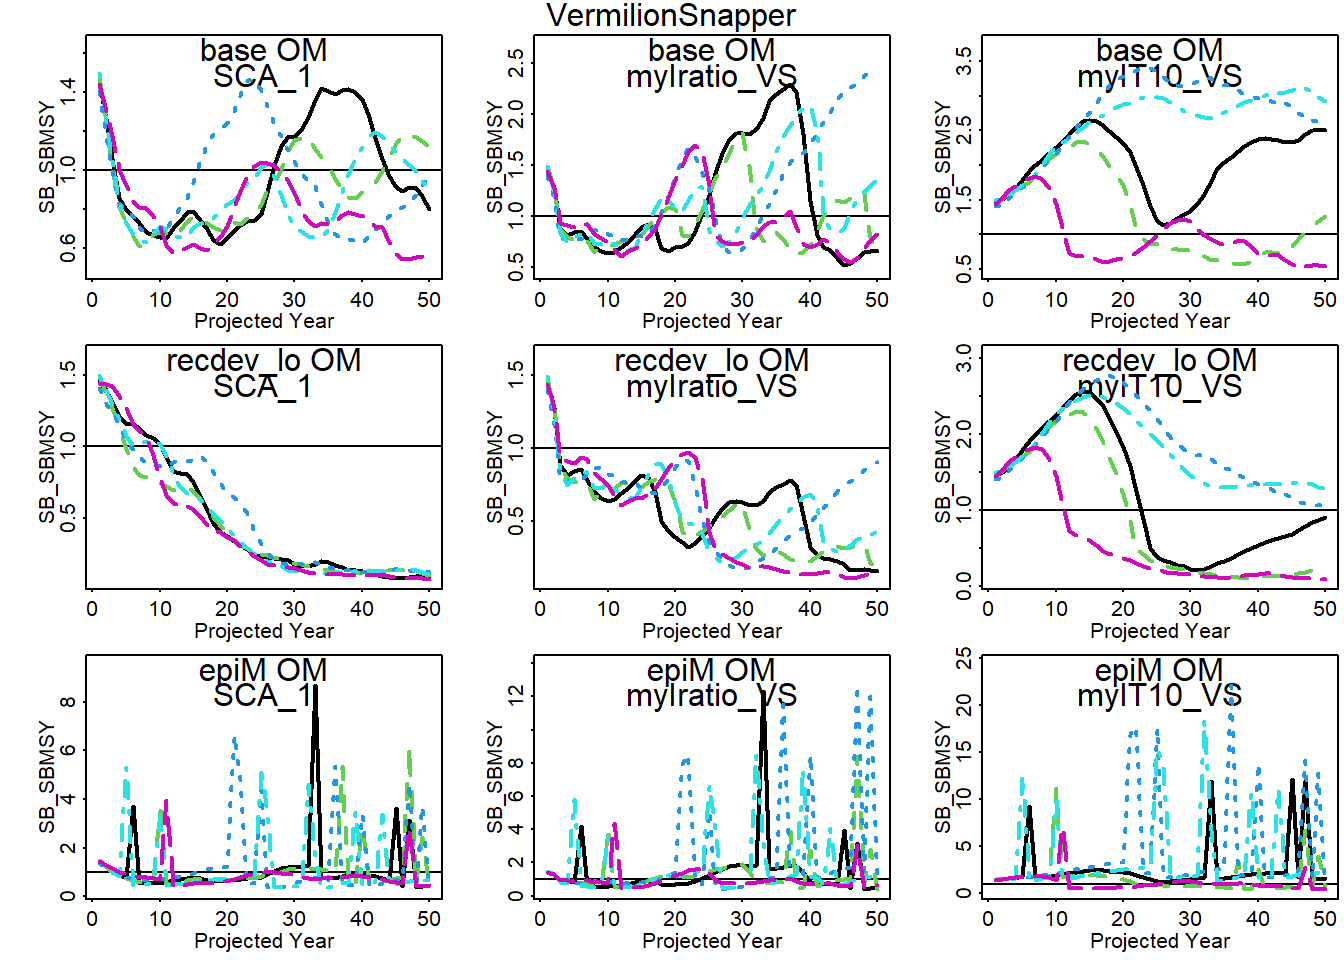 VermilionSnapper
base OM
SCA_1
SB_SBMSY
0.6 1.0 1.4
0 10 20 30 40 50
Projected Year
base OM
myIratio_VS
SB_SBMSY
0.5 1.0 1.5 2.0 2.5
0 10 20 30 40 50
Projected Year
base OM
myIT10_VS
SB_SBMSY
0.5 1.5 2.5 3.5
0 10 20 30 40 50
Projected Year
recdev_lo OM
SCA_1
SB_SBMSY
0.5 1.0 1.5
0 10 20 30 40 50
Projected Year
recdev_lo OM
myIratio_VS
SB_SBMSY
0.5 1.0 1.5
0 10 20 30 40 50
Projected Year
recdev_lo OM
myIT10_VS
SB_SBMSY
0.0 1.0 2.0 3.0
0 10 20 30 40 50
Projected Year
epiM OM
SCA_1
SB_SBMSY
0 2 4 6 8
0 10 20 30 40 50
Projected Year
epiM OM
myIratio_VS
SB_SBMSY
0 2 4 6 8 12
0 10 20 30 40 50
Projected Year
epiM OM
myIT10_VS
SB_SBMSY
0 5 10 15 20 25
0 10 20 30 40 50
Projected Year